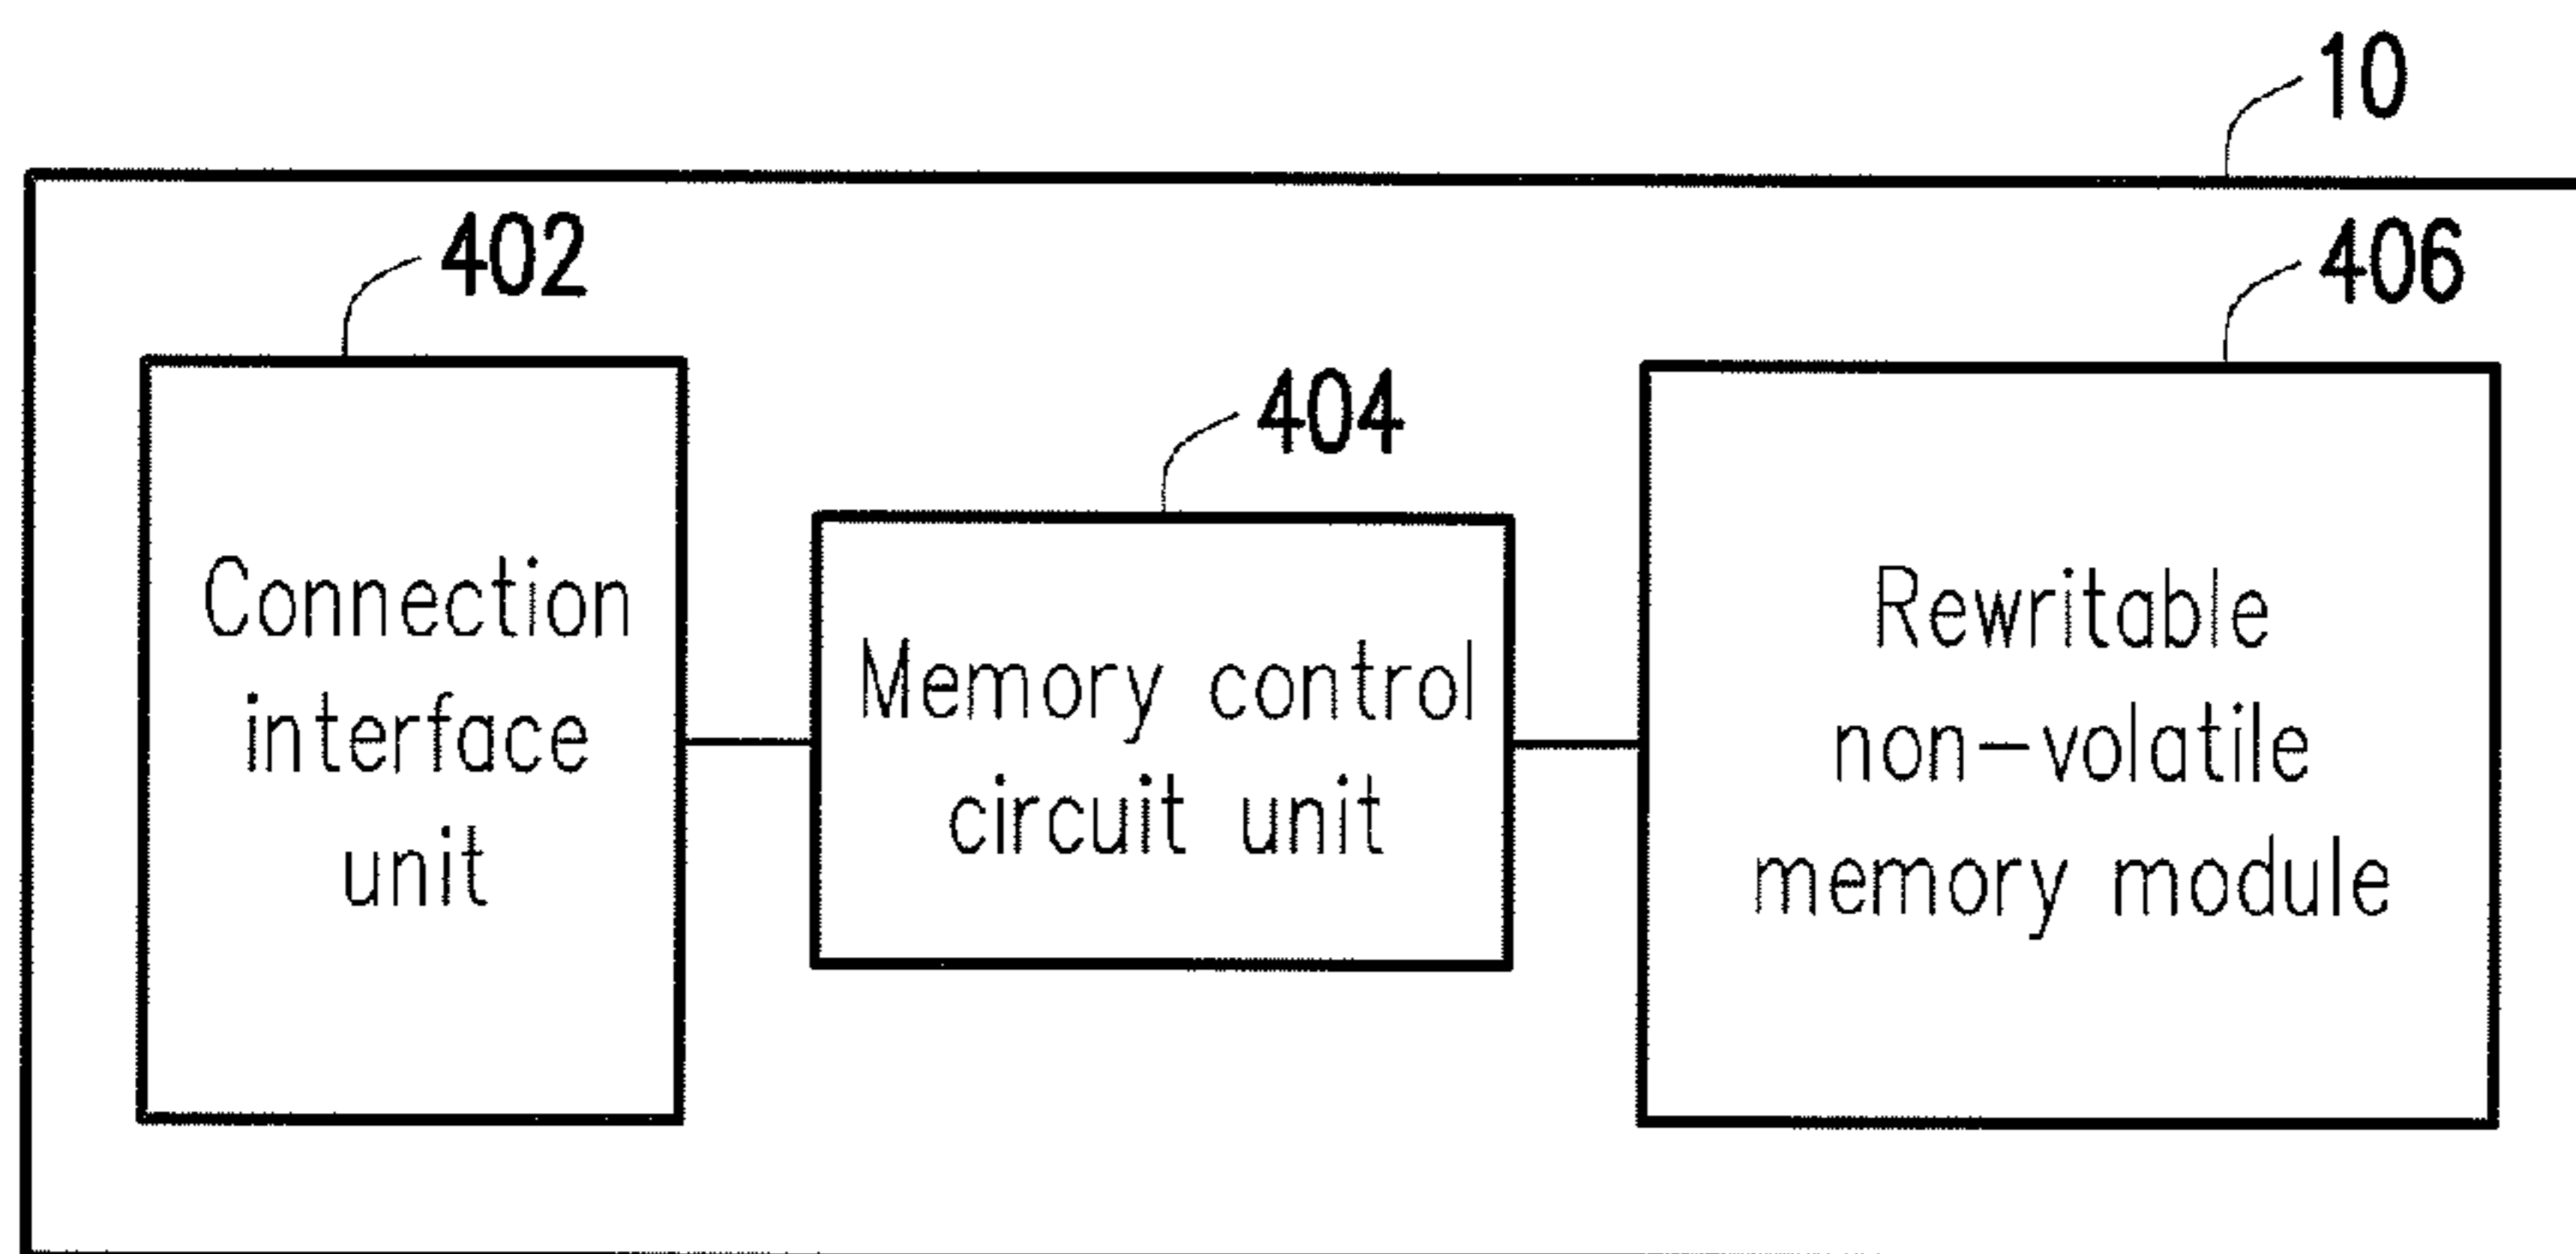 10
402
Connection
interface
unit
404
Memory control
circuit unit
406
Rewritable
non-volatile
memory module